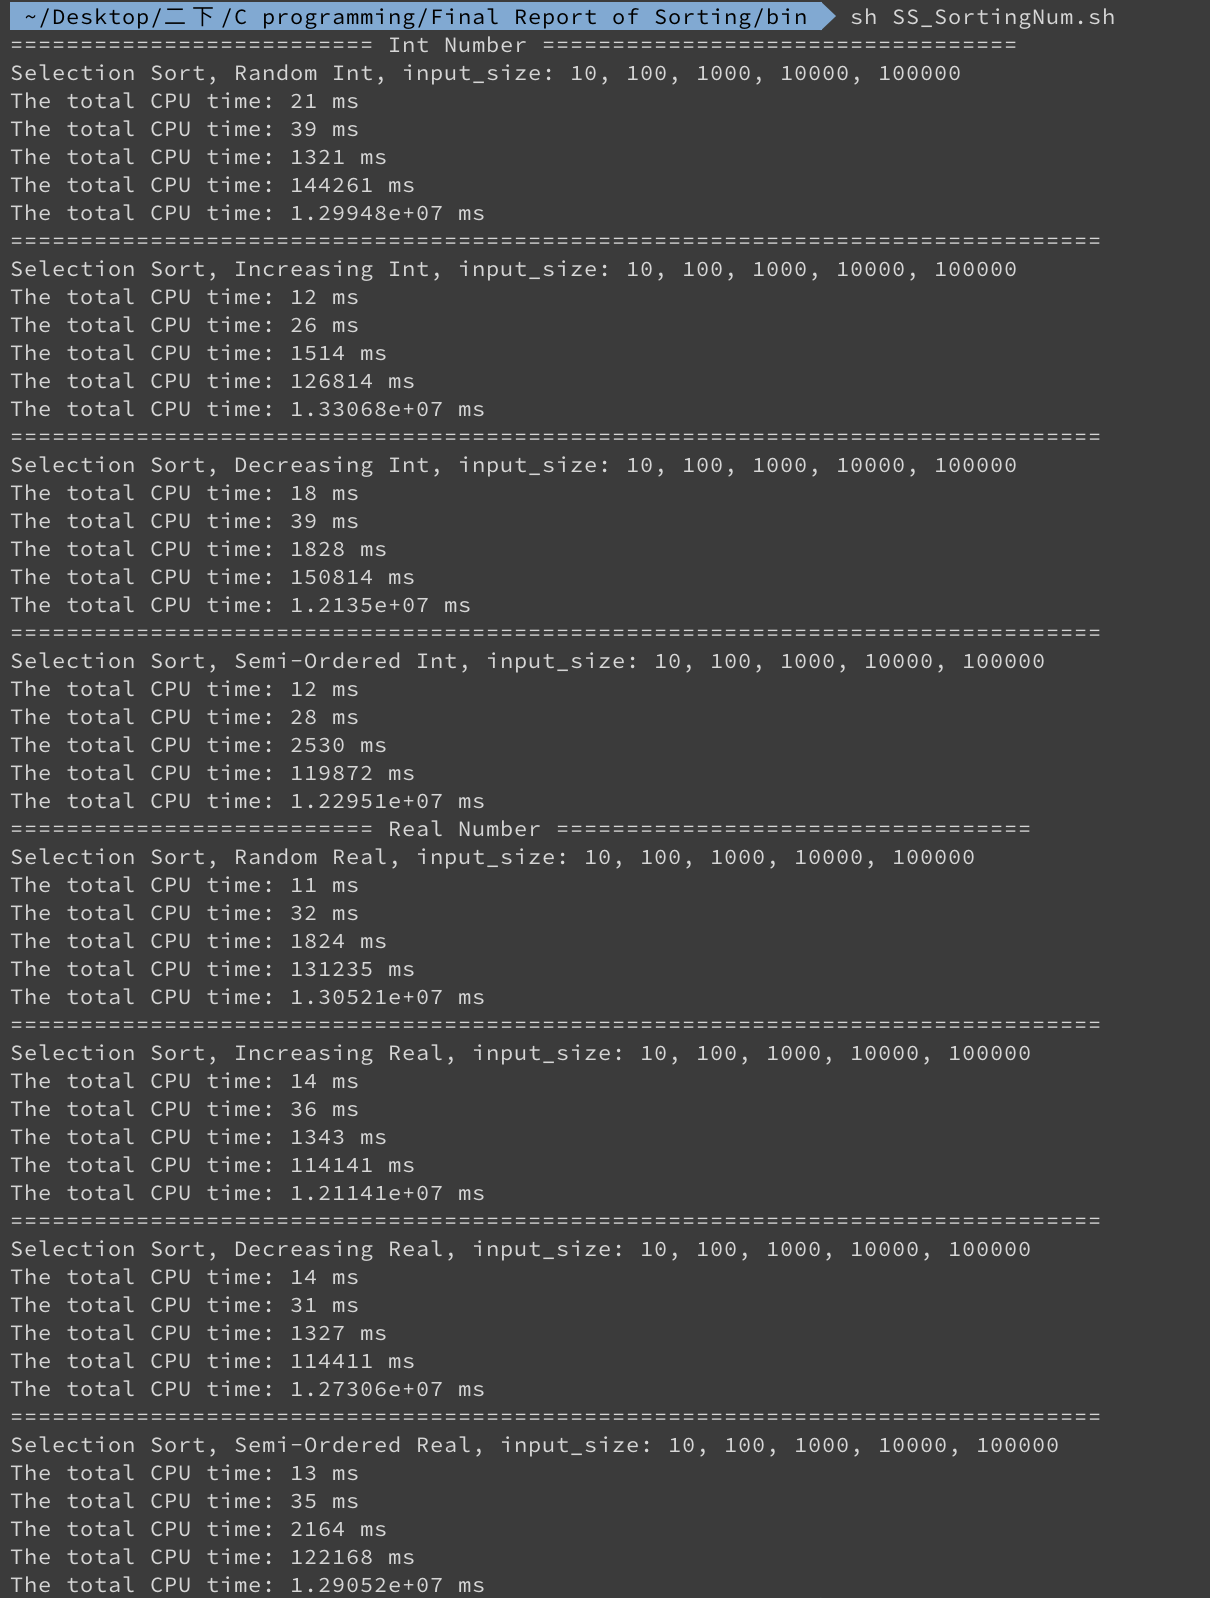 ~/Desktop/二下/C programming/Final Report of Sorting/bin sh SS_SortingNum.sh
========================== Int Number ==================================
Selection Sort, Random Int, input_size: 10, 100, 1000, 10000, 100000
The total CPU time: 21 ms
The total CPU time: 39 ms
The total CPU time: 1321 ms
The total CPU time: 144261 ms
The total CPU time: 1.29948e+07 ms
==============================================================================
Selection Sort, Increasing Int, input_size: 10, 100, 1000, 10000, 100000
The total CPU time: 12 ms
The total CPU time: 26 ms
The total CPU time: 1514 ms
The total CPU time: 126814 ms
The total CPU time: 1.33068e+07 ms
==============================================================================
Selection Sort, Decreasing Int, input_size: 10, 100, 1000, 10000, 100000
The total CPU time: 18 ms
The total CPU time: 39 ms
The total CPU time: 1828 ms
The total CPU time: 150814 ms
The total CPU time: 1.2135e+07 ms
==============================================================================
Selection Sort, Semi-Ordered Int, input_size: 10, 100, 1000, 10000, 100000
The total CPU time: 12 ms
The total CPU time: 28 ms
The total CPU time: 2530 ms
The total CPU time: 119872 ms
The total CPU time: 1.22951e+07 ms
========================== Real Number ==================================
Selection Sort, Random Real, input_size: 10, 100, 1000, 10000, 100000
The total CPU time: 11 ms
The total CPU time: 32 ms
The total CPU time: 1824 ms
The total CPU time: 131235 ms
The total CPU time: 1.30521e+07 ms
==============================================================================
Selection Sort, Increasing Real, input_size: 10, 100, 1000, 10000, 100000
The total CPU time: 14 ms
The total CPU time: 36 ms
The total CPU time: 1343 ms
The total CPU time: 114141 ms
The total CPU time: 1.21141e+07 ms
==============================================================================
Selection Sort, Decreasing Real, input_size: 10, 100, 1000, 10000, 100000
The total CPU time: 14 ms
The total CPU time: 31 ms
The total CPU time: 1327 ms
The total CPU time: 114411 ms
The total CPU time: 1.27306e+07 ms
==============================================================================
Selection Sort, Semi-Ordered Real, input_size: 10, 100, 1000, 10000, 100000
The total CPU time: 13 ms
The total CPU time: 35 ms
The total CPU time: 2164 ms
The total CPU time: 122168 ms
The total CPU time: 1.29052e+07 ms